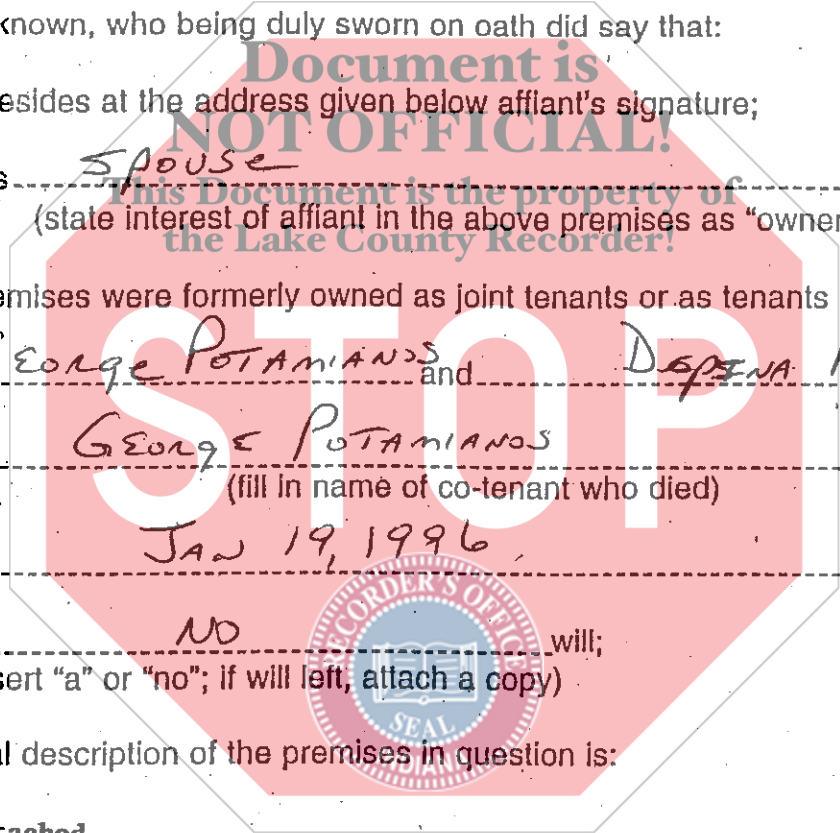 known, who being duly sworn on oath did say that:
Document is
esides at the address given below affiant's signature;
NOT OFFICIAL!
s Spouse
This Document is the property of
(state interest of affiant in the above premises as "owner
the Lake County Recorder!
emises were formerly owned as joint tenants or as tenants
eorge Potamianos and Depina
STOP
George Potamianos
(fill in name of co-tenant who died)
Jan 19, 1996
RECORDER'S OFFICE
No will;
sert "a" or "no"; if will left, attach a copy)
SEAL
al description of the premises in question is:
ached